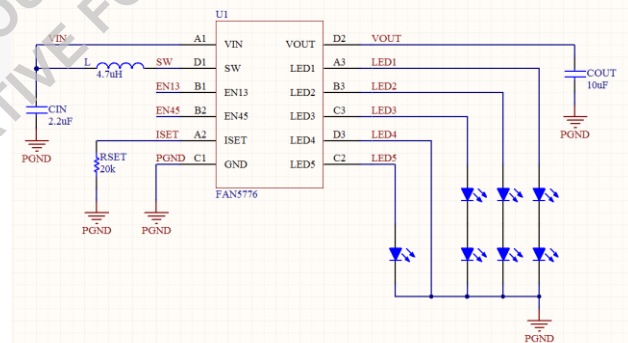 U1
VIN A1 VIN VOUT D2 VOUT
L 4.7uH SW D1 SW LED1 A3 LED1
EN13 B1 EN13 LED2 B3 LED2
EN45 B2 EN45 LED3 C3 LED3
ISET A2 ISET LED4 D3 LED4
PGND C1 GND LED5 C2 LED5
FAN5776
CIN
2.2uF
PGND
RSET
20k
PGND
PGND
COUT
10uF
PGND
PGND